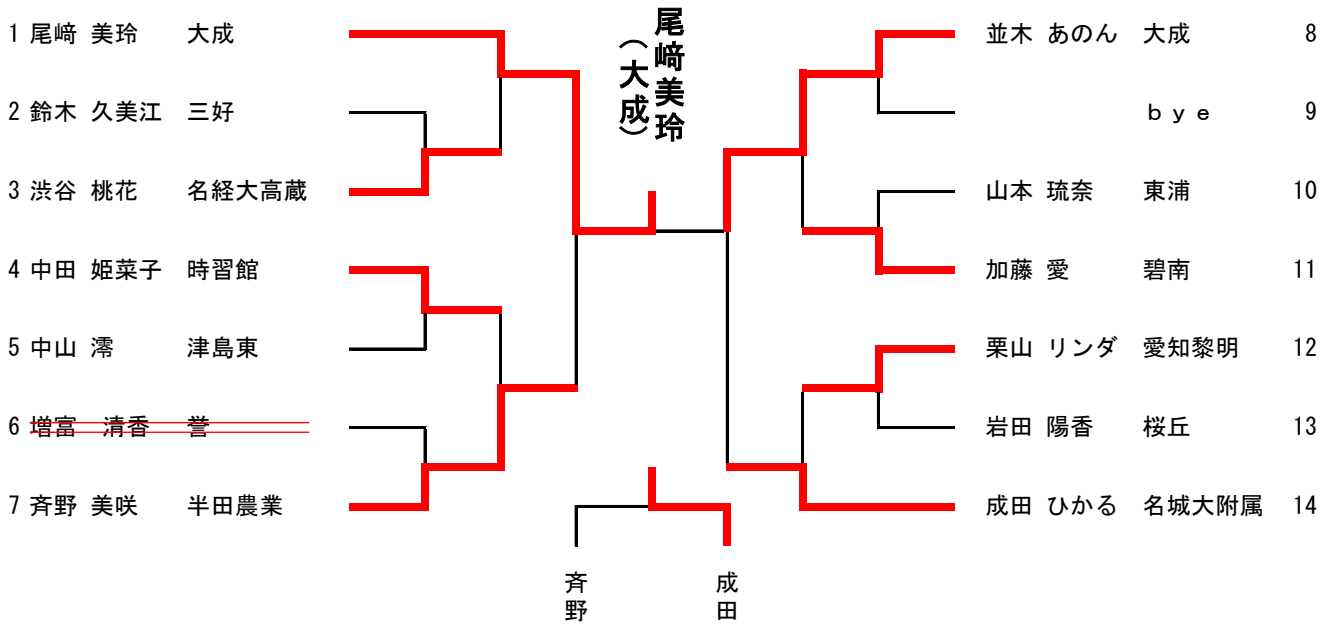 1 尾﨑 美玲 大成
2 鈴木 久美江 三好
3 渋谷 桃花 名経大高蔵
4 中田 姫菜子 時習館
5 中山 澪 津島東
6 増富 清香 誉
7 斉野 美咲 半田農業
尾﨑美玲
（大成）
並木 あのん 大成 8
ｂｙｅ 9
山本 琉奈 東浦 10
加藤 愛 碧南 11
栗山 リンダ 愛知黎明 12
岩田 陽香 桜丘 13
成田 ひかる 名城大附属 14
斉野
成田